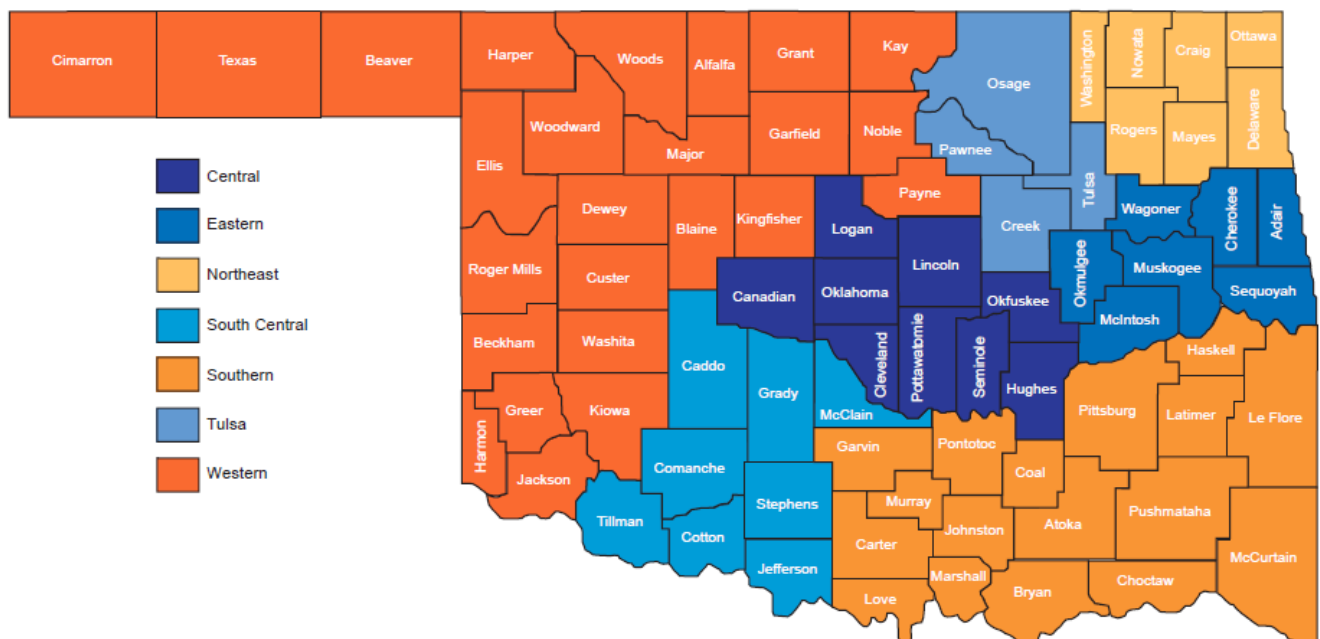 Cimarron
Texas
Beaver
Harper
Woods
Alfalfa
Grant
Kay
Osage
Washington
Nowata
Craig
Ottawa
Woodward
Ellis
Major
Garfield
Noble
Pawnee
Rogers
Mayes
Delaware
Central
Eastern
Northeast
South Central
Southern
Tulsa
Western
Dewey
Blaine
Kingfisher
Logan
Payne
Creek
Tulsa
Wagoner
Cherokee
Adair
Roger Mills
Custer
Canadian
Oklahoma
Lincoln
Okfuskee
Okmulgee
Muskogee
Sequoyah
McIntosh
Beckham
Washita
Caddo
Grady
Cleveland
Pottawatomie
Seminole
Hughes
Haskell
Pittsburg
Latimer
Le Flore
Harmon
Greer
Kiowa
McClain
Jackson
Comanche
Garvin
Pontotoc
Coal
Tillman
Cotton
Stephens
Murray
Johnston
Atoka
Pushmataha
McCurtain
Jefferson
Carter
Love
Marshall
Bryan
Choctaw